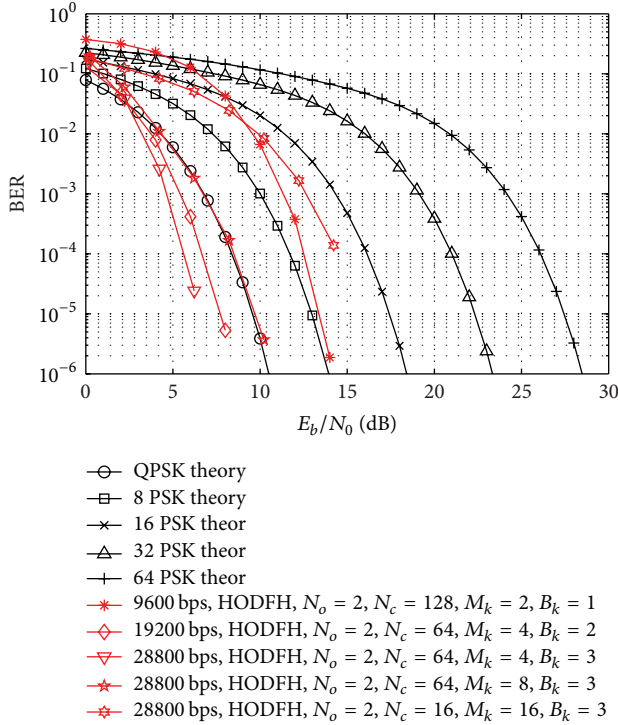 10^0
10^-1
10^-2
10^-3
10^-4
10^-5
10^-6
BER
0 5 10 15 20 25 30
E_b/N_0 (dB)
QPSK theory
8 PSK theory
16 PSK theor
32 PSK theor
64 PSK theor
9600 bps, HODFH, N_o = 2, N_c = 128, M_k = 2, B_k = 1
19200 bps, HODFH, N_o = 2, N_c = 64, M_k = 4, B_k = 2
28800 bps, HODFH, N_o = 2, N_c = 64, M_k = 4, B_k = 3
28800 bps, HODFH, N_o = 2, N_c = 64, M_k = 8, B_k = 3
28800 bps, HODFH, N_o = 2, N_c = 16, M_k = 16, B_k = 3